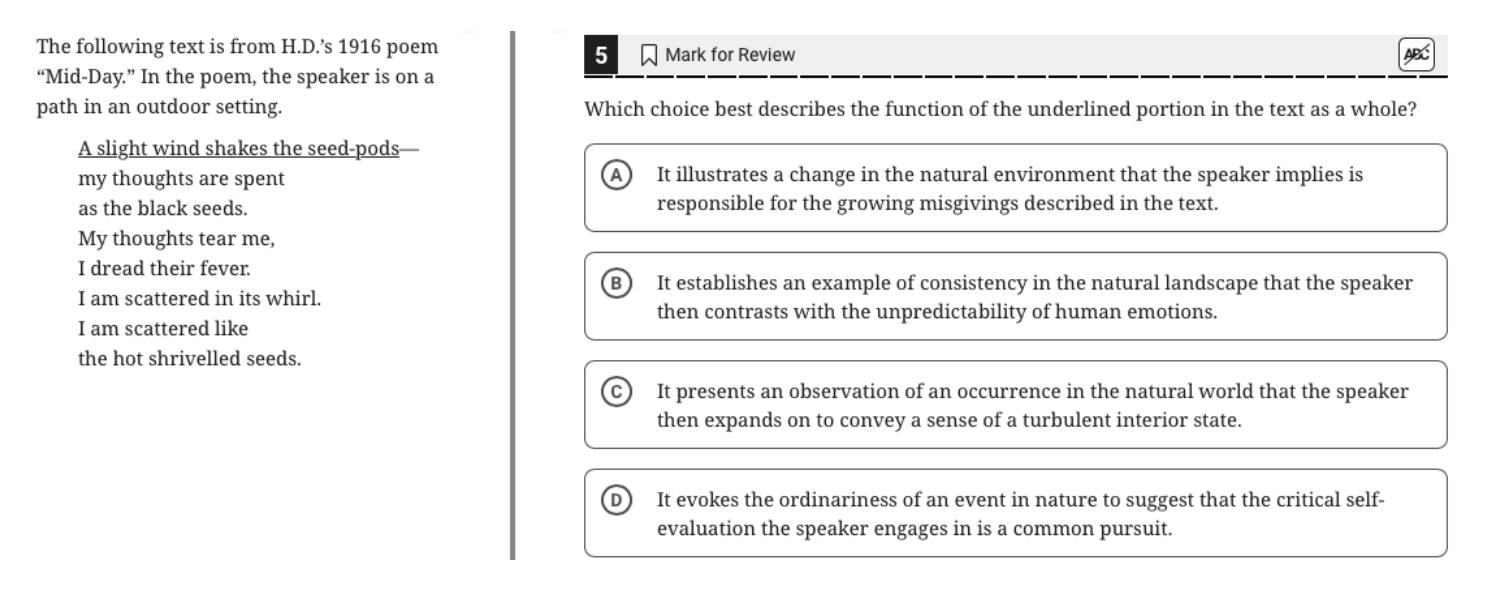 The following text is from H.D.’s 1916 poem
“Mid-Day.” In the poem, the speaker is on a
path in an outdoor setting.
A slight wind shakes the seed-pods—
my thoughts are spent
as the black seeds.
My thoughts tear me,
I dread their fever.
I am scattered in its whirl.
I am scattered like
the hot shrivelled seeds.
5 Mark for Review ABC
Which choice best describes the function of the underlined portion in the text as a whole?
A It illustrates a change in the natural environment that the speaker implies is
responsible for the growing misgivings described in the text.
B It establishes an example of consistency in the natural landscape that the speaker
then contrasts with the unpredictability of human emotions.
C It presents an observation of an occurrence in the natural world that the speaker
then expands on to convey a sense of a turbulent interior state.
D It evokes the ordinariness of an event in nature to suggest that the critical self-
evaluation the speaker engages in is a common pursuit.